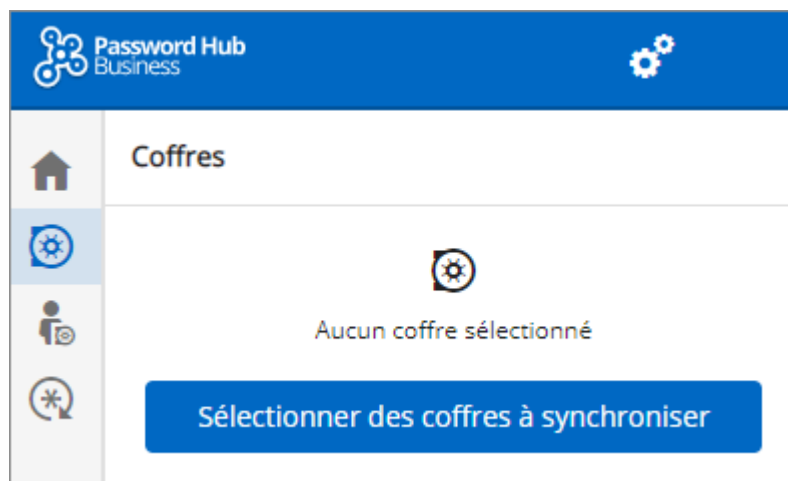 Password Hub
Business
Coffres
Aucun coffre sélectionné
Sélectionner des coffres à synchroniser